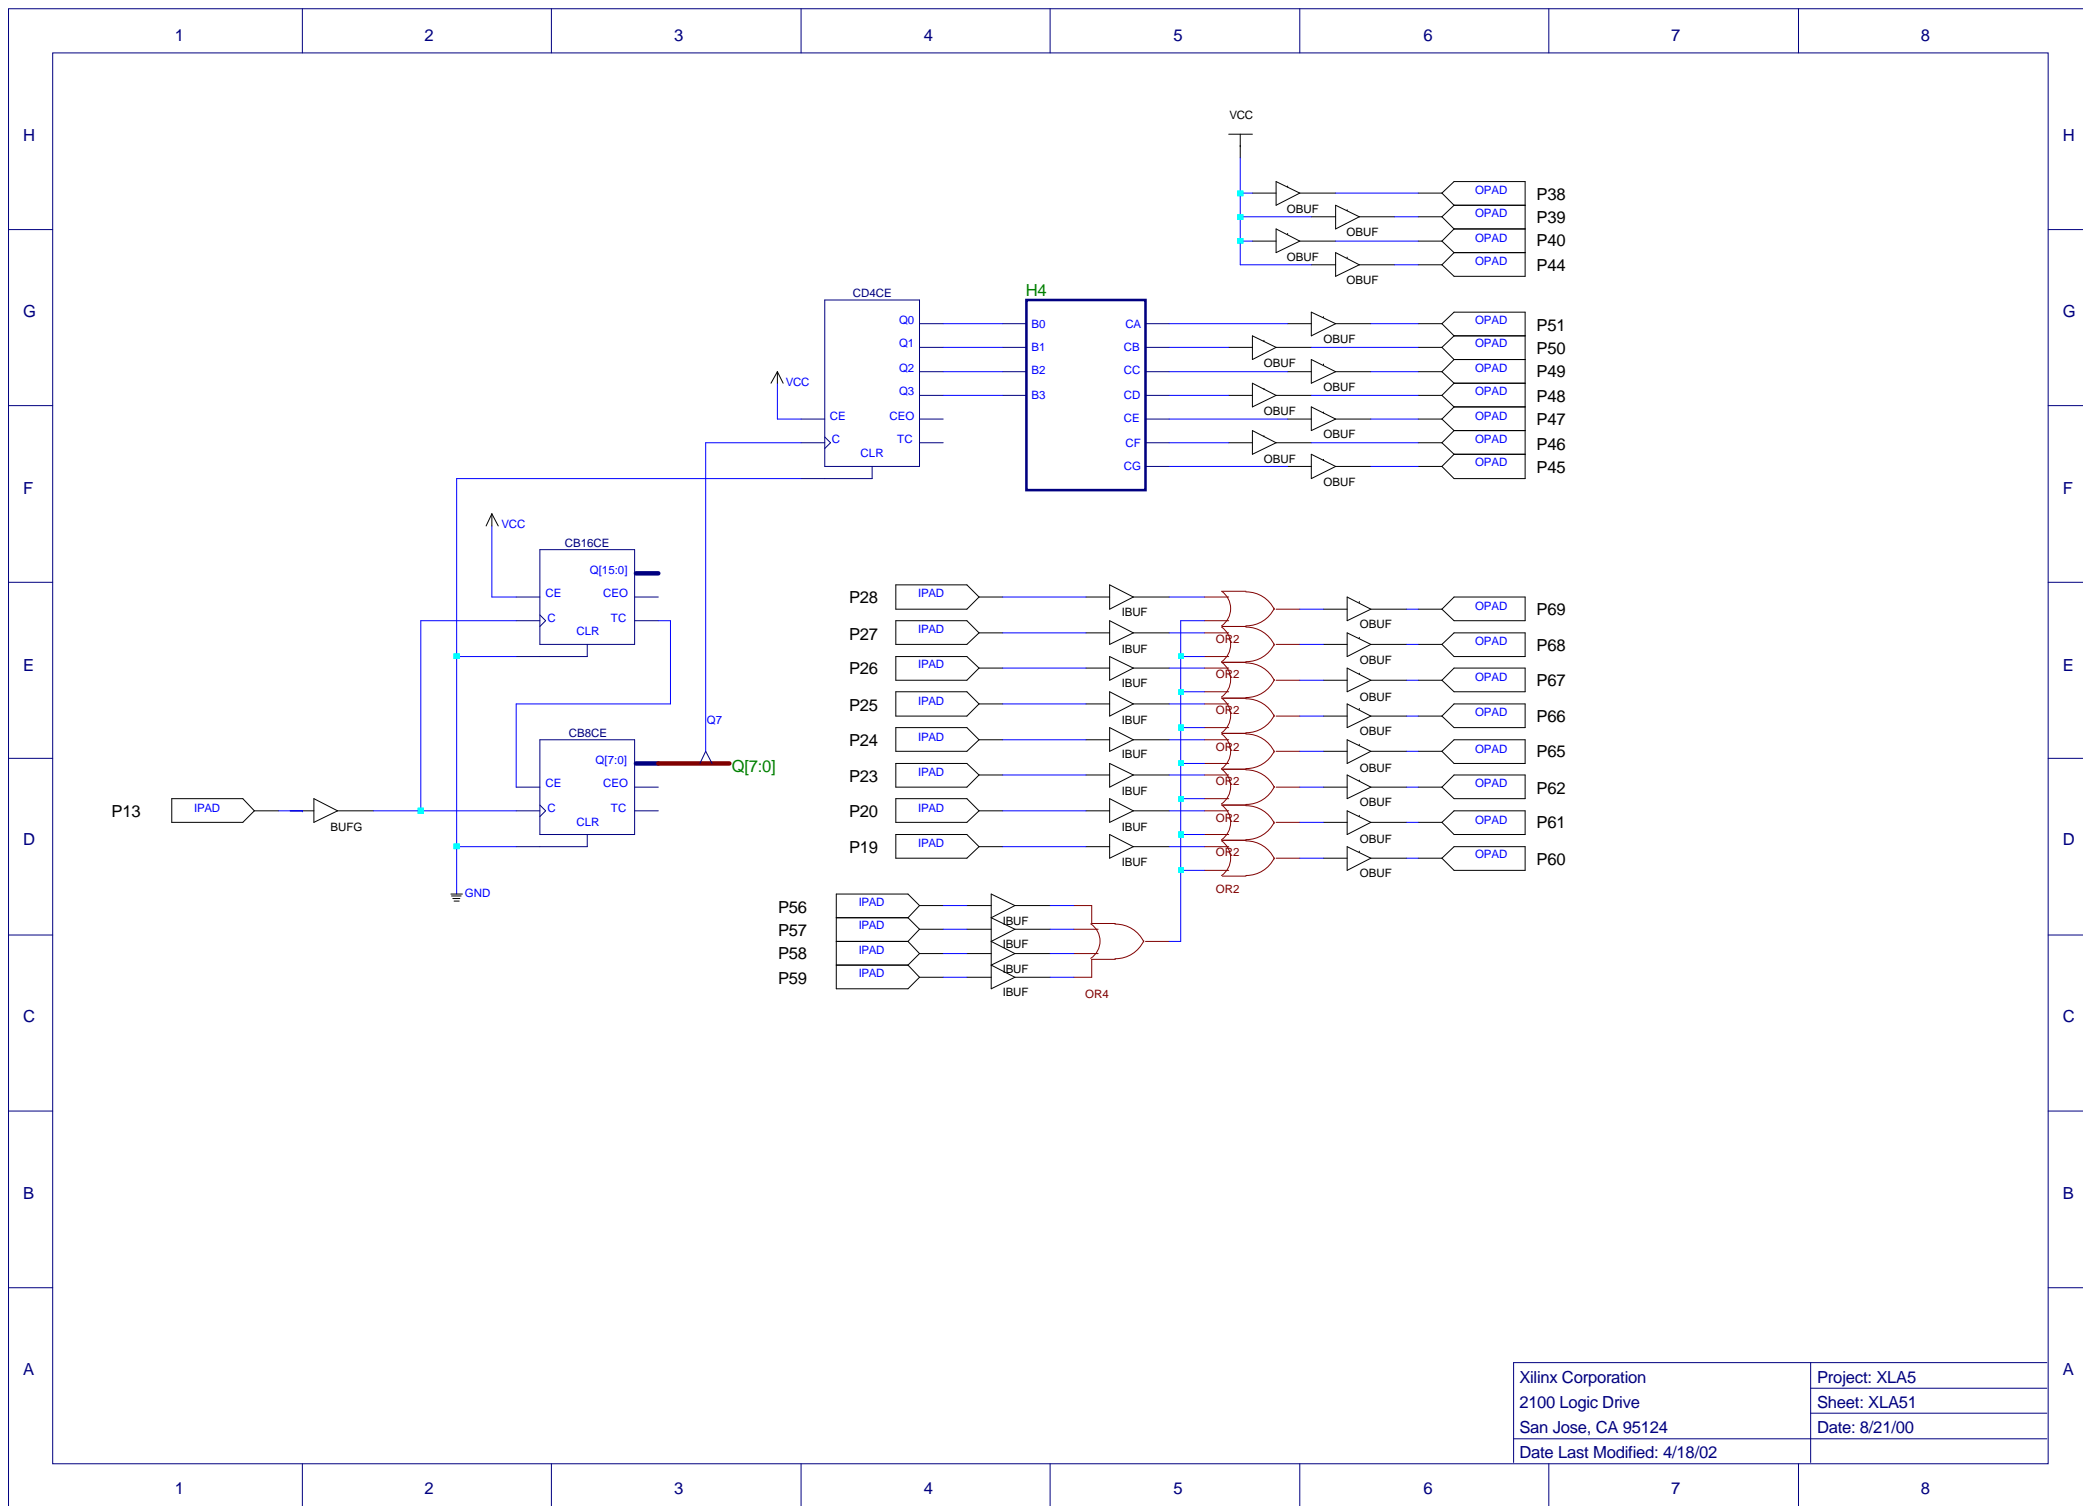 1 2 3 4 5 6 7 8
H H
VCC
OPAD P38
OBUF
OPAD P39
OBUF
OPAD P40
OBUF
OPAD P44
OBUF
G G
CD4CE
H4
Q0 B0 CA OPAD P51
OBUF
Q1 B1 CB OPAD P50
OBUF
Q2 B2 CC OPAD P49
OBUF
VCC
Q3 B3 CD OPAD P48
OBUF
CE CEO CE OPAD P47
OBUF
C TC CF OPAD P46
OBUF
CLR
CG OPAD P45
OBUF
F F
VCC
CB16CE
Q[15:0]
CE CEO
C TC
CLR
P28 IPAD IBUF OPAD P69
OBUF
P27 IPAD IBUF OR2 OPAD P68
OBUF
E E
P26 IPAD IBUF OR2 OPAD P67
OBUF
P25 IPAD IBUF OR2 OPAD P66
OBUF
Q7
CB8CE
P24 IPAD IBUF OR2 OPAD P65
OBUF
Q[7:0] Q[7:0]
CE CEO
P23 IPAD IBUF OR2 OPAD P62
OBUF
P13 IPAD BUFG
C TC
CLR
P20 IPAD IBUF OR2 OPAD P61
OBUF
D D
P19 IPAD IBUF OR2 OPAD P60
OBUF
OR2
GND
P56 IPAD IBUF
P57 IPAD IBUF
P58 IPAD IBUF
P59 IPAD IBUF
OR4
C C
B B
A A
Xilinx Corporation Project: XLA5
2100 Logic Drive Sheet: XLA51
San Jose, CA 95124 Date: 8/21/00
Date Last Modified: 4/18/02
1 2 3 4 5 6 7 8